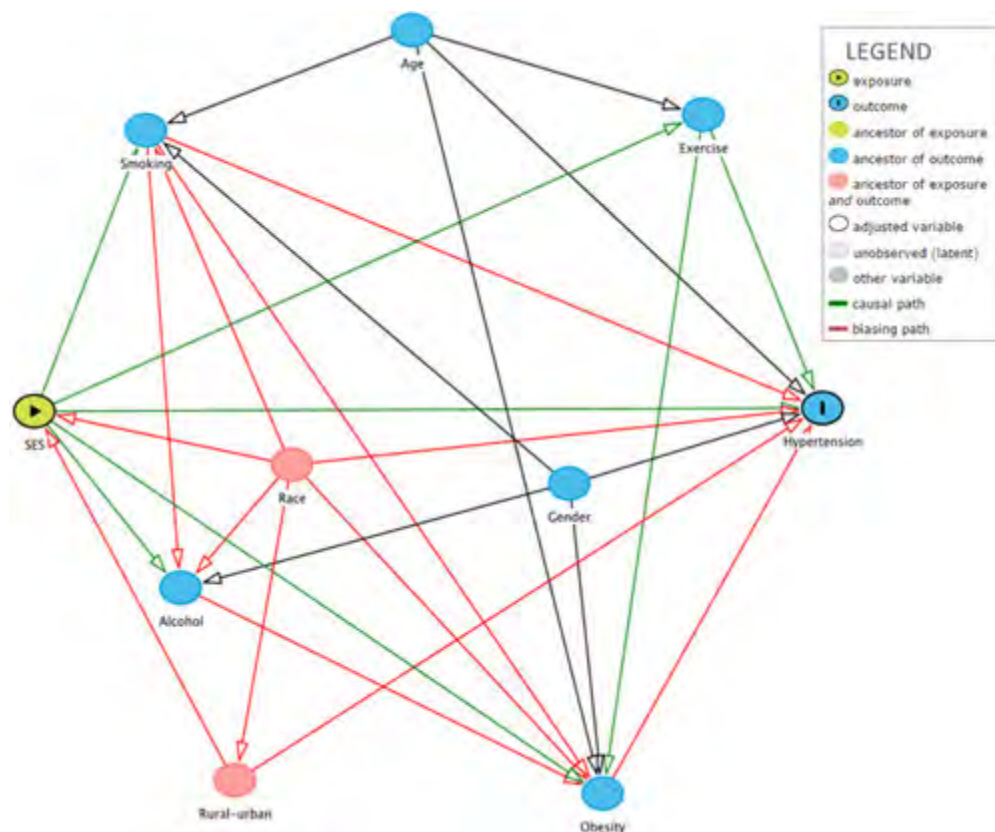 LEGEND
exposure
outcome
ancestor of exposure
ancestor of outcome
ancestor of exposure
and outcome
adjusted variable
unobserved (latent)
other variable
causal path
biasing path
Age
Smoking
Exercise
SES
Hypertension
Race
Gender
Alcohol
Rural-urban
Obesity